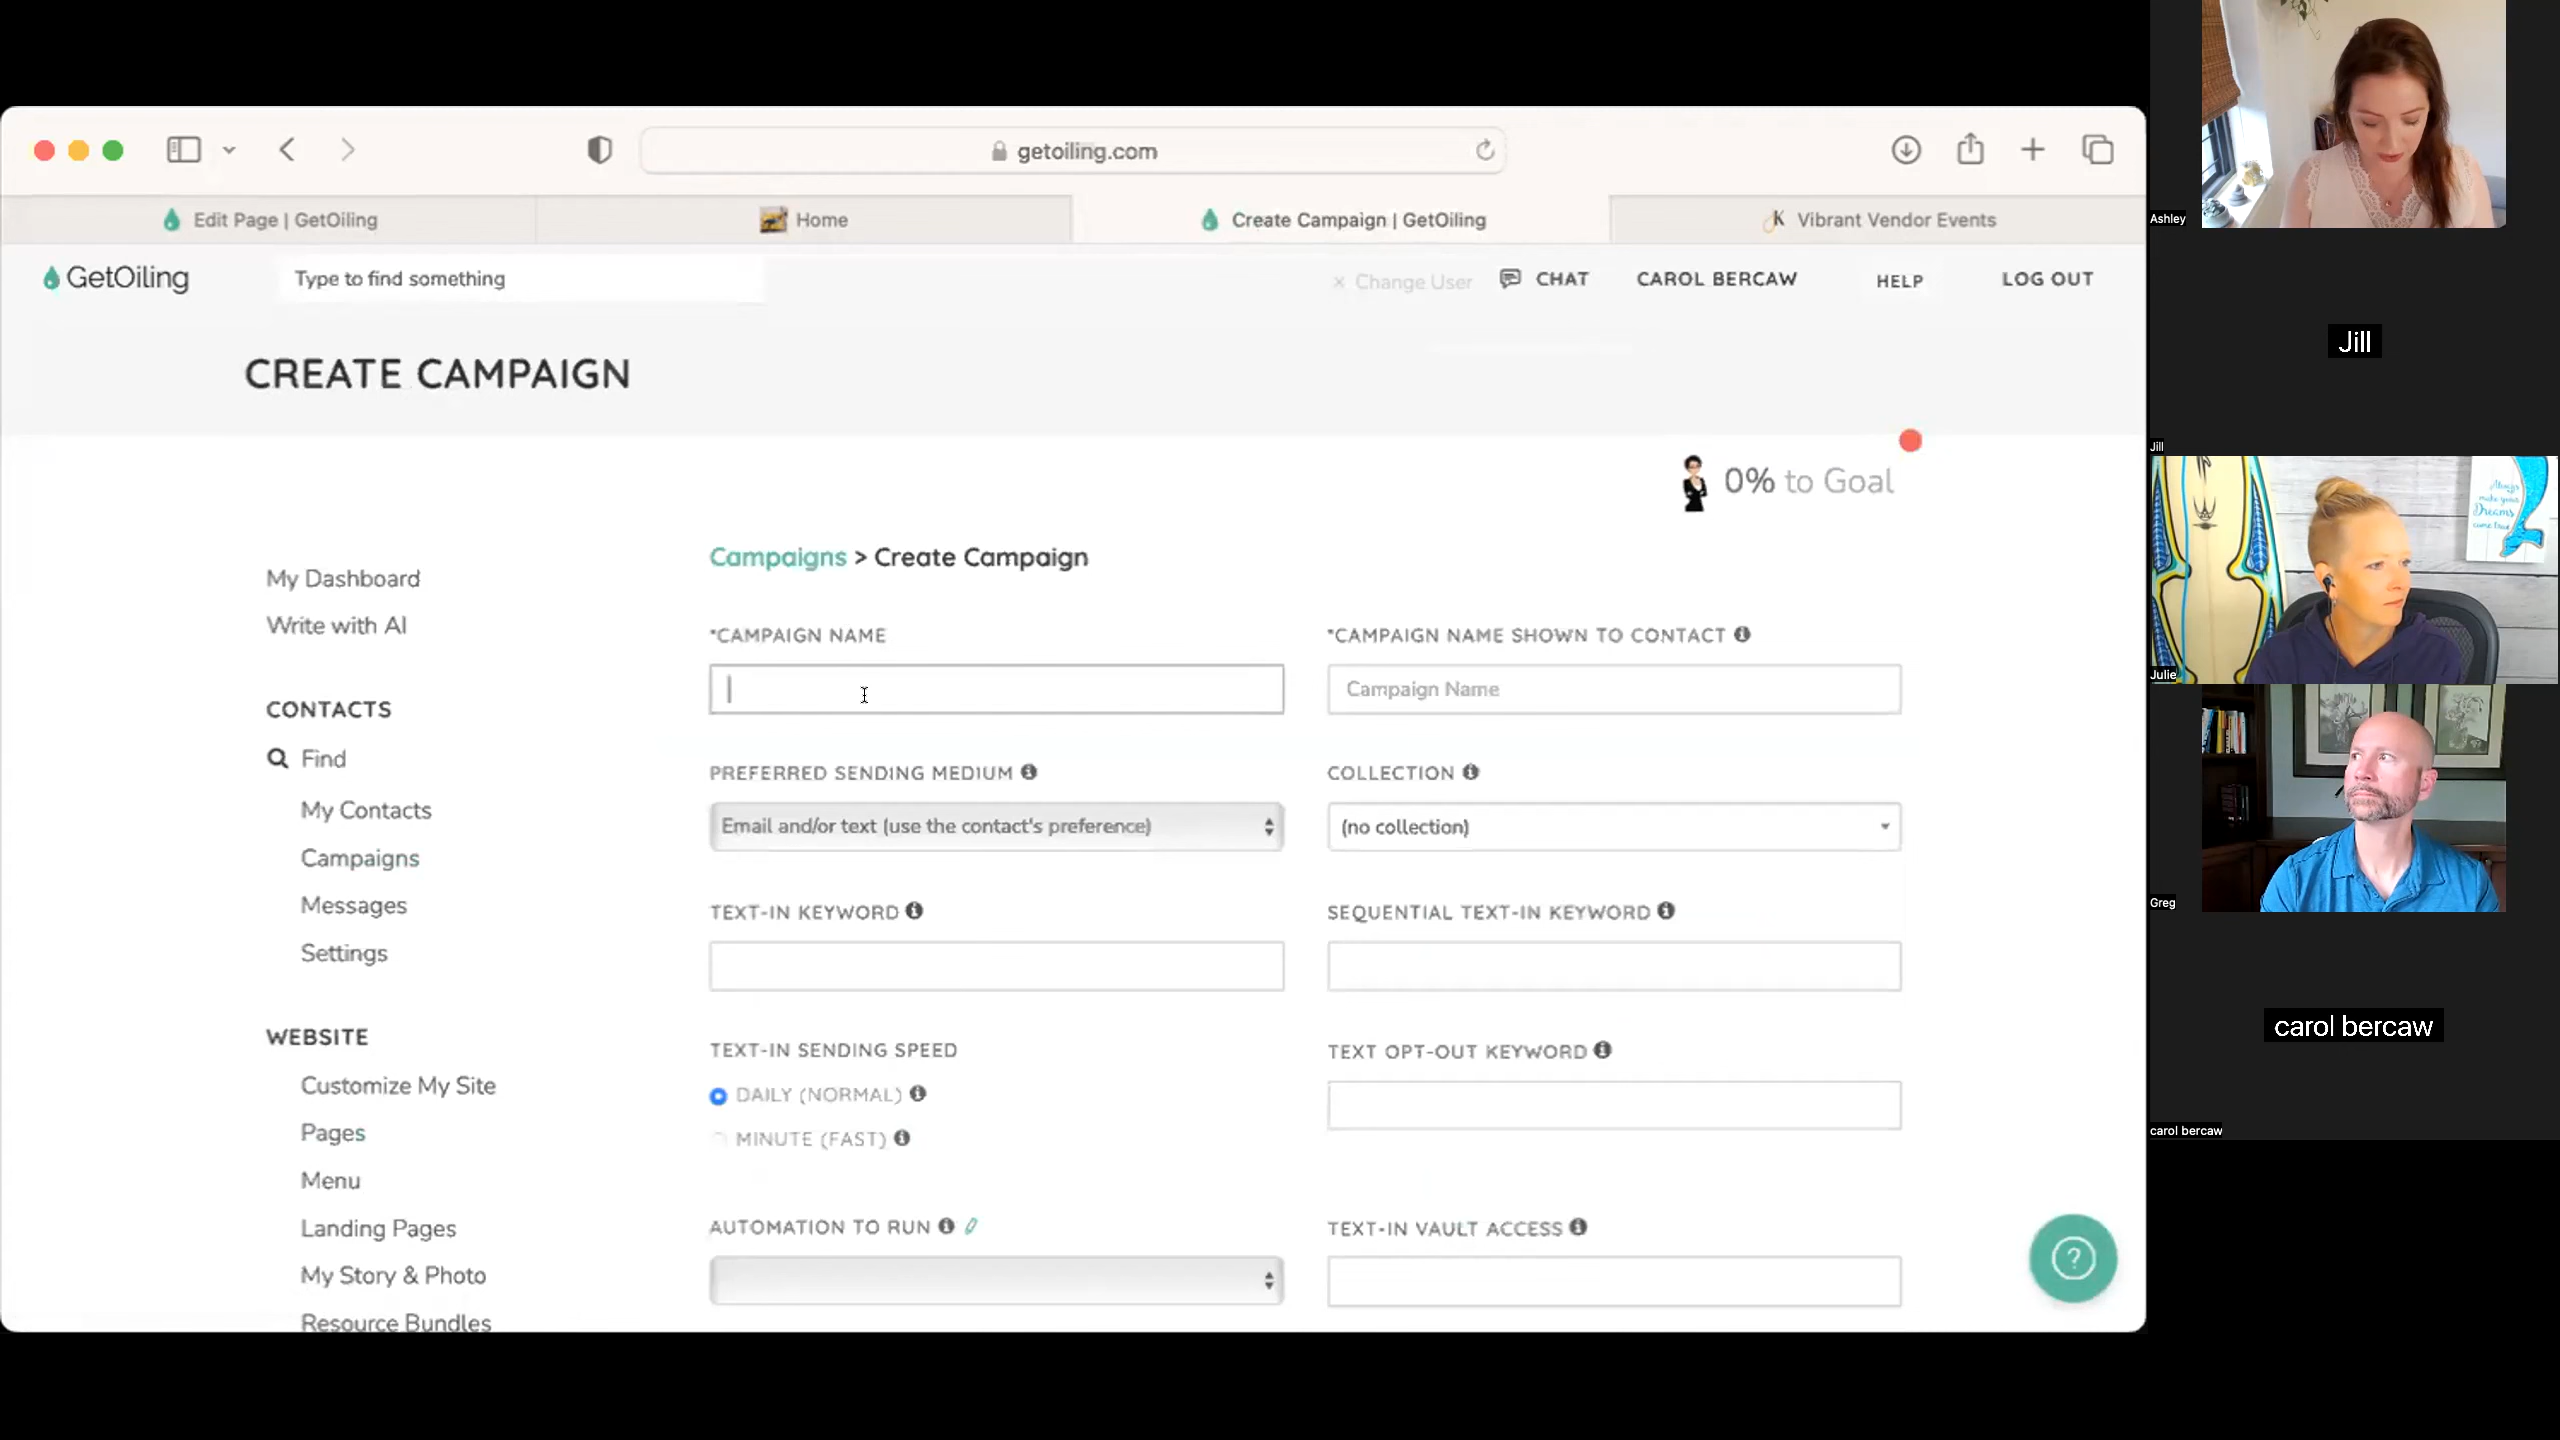 getoiling.com
Edit Page | GetOiling
Home
Create Campaign | GetOiling
Vibrant Vendor Events
GetOiling
Type to find something
× Change User
CHAT
CAROL BERCAW
HELP
LOG OUT
CREATE CAMPAIGN
0% to Goal
My Dashboard
Write with AI
CONTACTS
Find
My Contacts
Campaigns
Messages
Settings
WEBSITE
Customize My Site
Pages
Menu
Landing Pages
My Story & Photo
Resource Bundles
Campaigns > Create Campaign
*CAMPAIGN NAME
*CAMPAIGN NAME SHOWN TO CONTACT
Campaign Name
PREFERRED SENDING MEDIUM
Email and/or text (use the contact's preference)
COLLECTION
(no collection)
TEXT-IN KEYWORD
SEQUENTIAL TEXT-IN KEYWORD
TEXT-IN SENDING SPEED
DAILY (NORMAL)
MINUTE (FAST)
TEXT OPT-OUT KEYWORD
AUTOMATION TO RUN
TEXT-IN VAULT ACCESS
?
Ashley
Jill
Jill
Always
make your
Dreams
come true
Julie
Greg
carol bercaw
carol bercaw